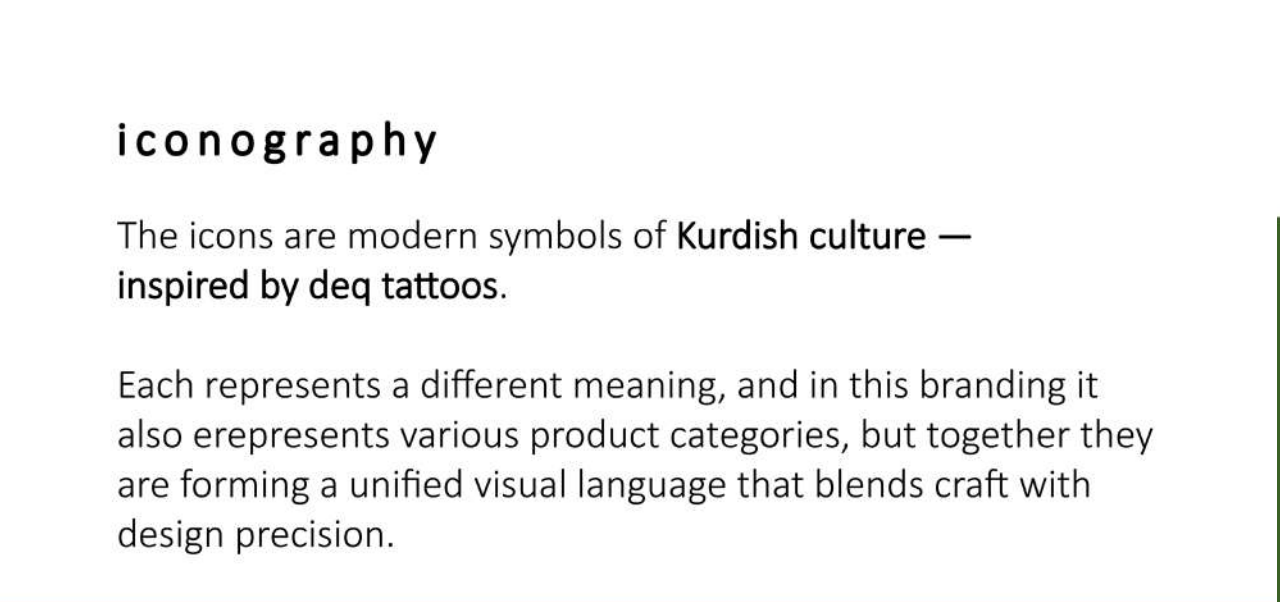 iconography
The icons are modern symbols of Kurdish culture —
inspired by deq tattoos.
Each represents a different meaning, and in this branding it
also erepresents various product categories, but together they
are forming a unified visual language that blends craft with
design precision.